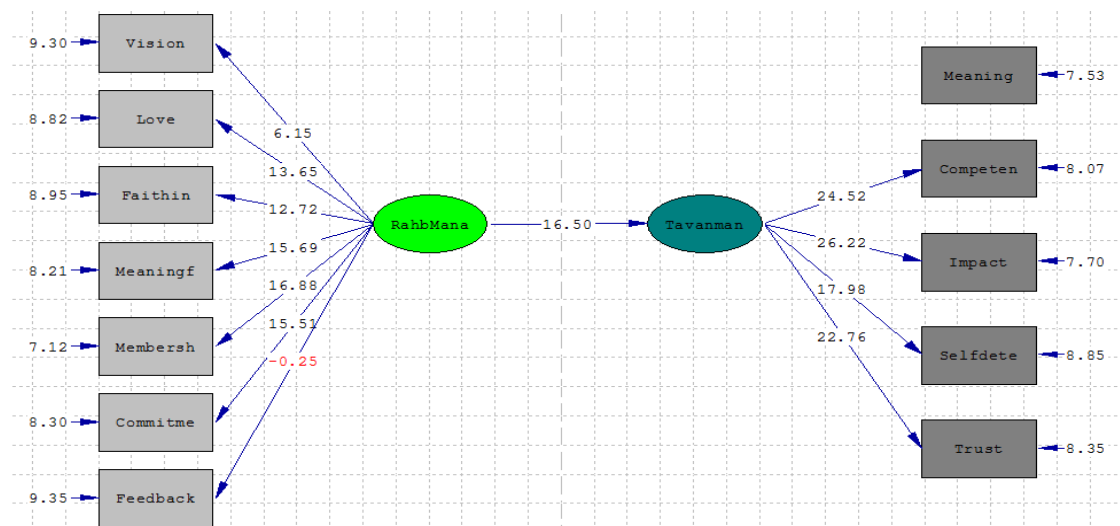 9.30 Vision
8.82 Love
8.95 Faithin
8.21 Meaningf
7.12 Membersh
8.30 Commitme
9.35 Feedback
6.15
13.65
12.72
15.69
16.88
15.51
-0.25
RahbMana
16.50
Tavanman
24.52
26.22
17.98
22.76
Meaning 7.53
Competen 8.07
Impact 7.70
Selfdete 8.85
Trust 8.35